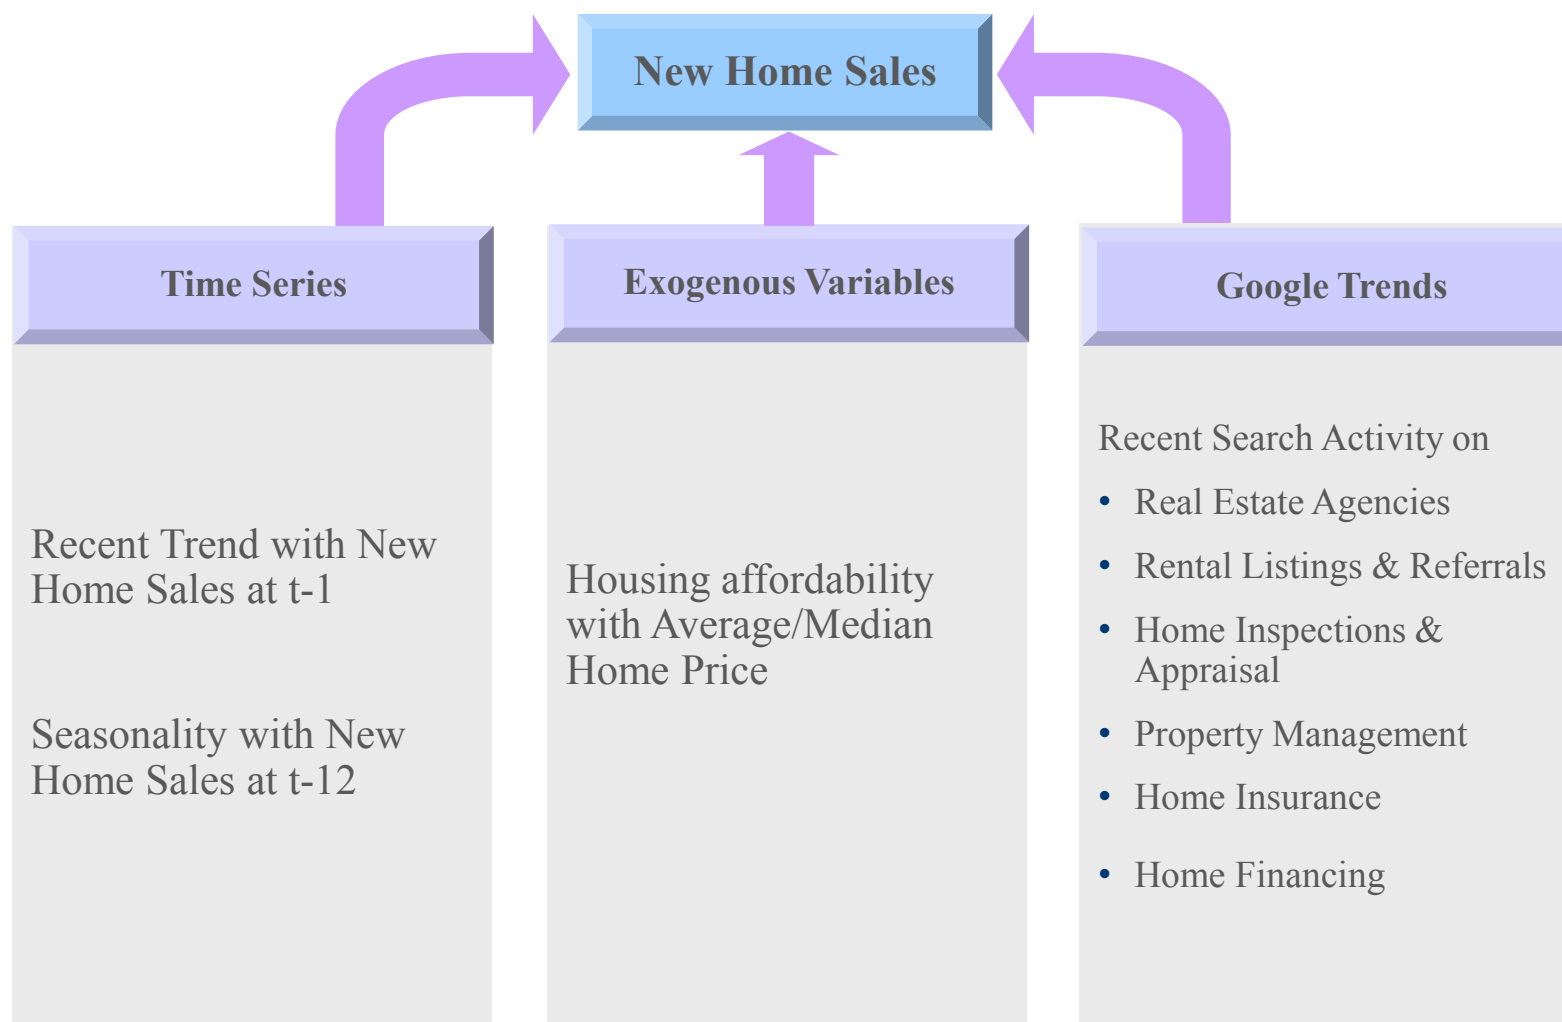 New Home Sales
Time Series
Recent Trend with New
Home Sales at t-1
Seasonality with New
Home Sales at t-12
Exogenous Variables
Housing affordability
with Average/Median
Home Price
Google Trends
Recent Search Activity on
• Real Estate Agencies
• Rental Listings & Referrals
• Home Inspections &
Appraisal
• Property Management
• Home Insurance
• Home Financing